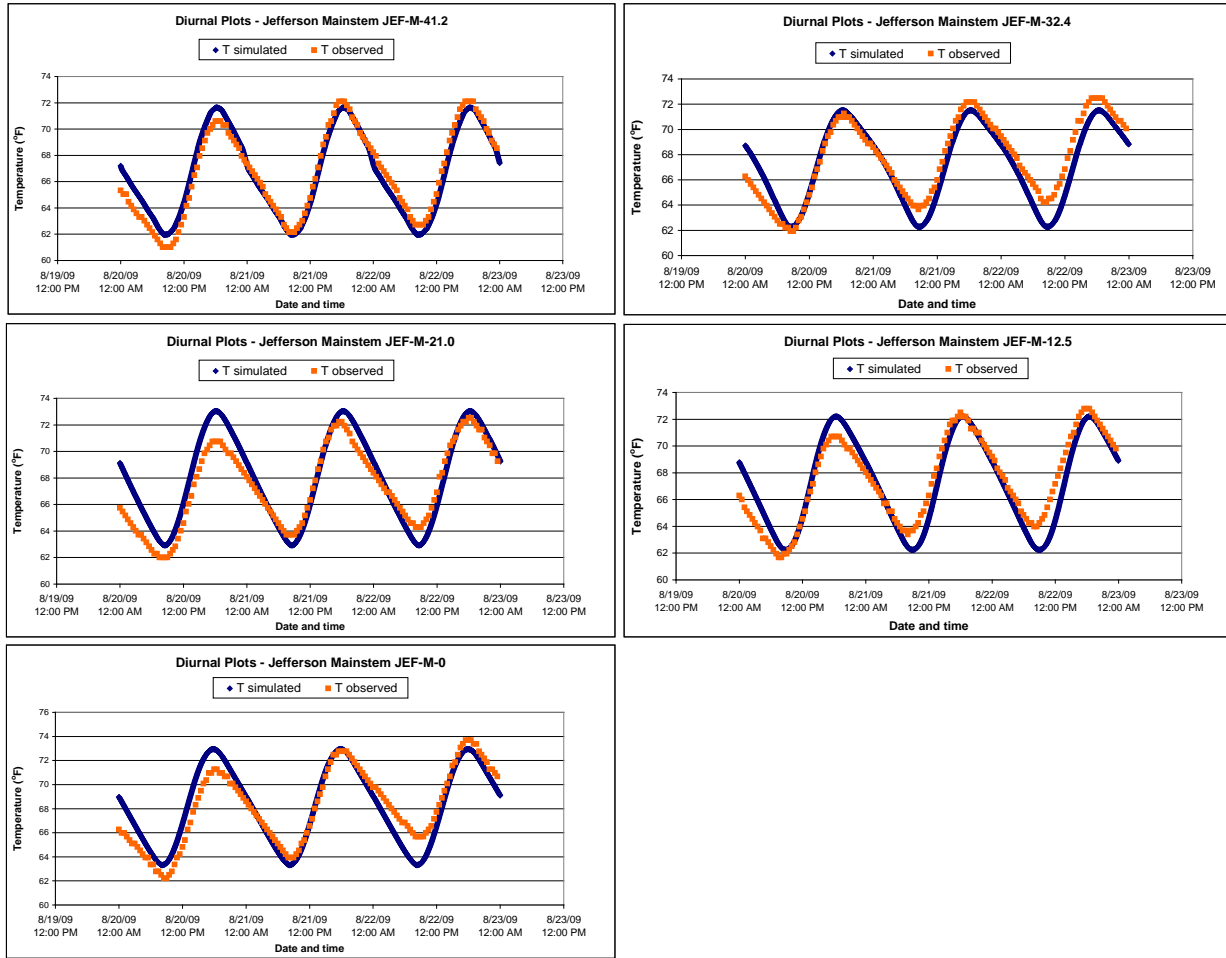 Diurnal Plots - Jefferson Mainstem JEF-M-41.2
T simulated T observed
74
72
70
68
66
64
62
60
Temperature (°F)
8/19/09 8/20/09 8/20/09 8/21/09 8/21/09 8/22/09 8/22/09 8/23/09 8/23/09
12:00 PM 12:00 AM 12:00 PM 12:00 AM 12:00 PM 12:00 AM 12:00 PM 12:00 AM 12:00 PM
Date and time
Diurnal Plots - Jefferson Mainstem JEF-M-32.4
T simulated T observed
74
72
70
68
66
64
62
60
Temperature (°F)
8/19/09 8/20/09 8/20/09 8/21/09 8/21/09 8/22/09 8/22/09 8/23/09 8/23/09
12:00 PM 12:00 AM 12:00 PM 12:00 AM 12:00 PM 12:00 AM 12:00 PM 12:00 AM 12:00 PM
Date and time
Diurnal Plots - Jefferson Mainstem JEF-M-21.0
T simulated T observed
74
72
70
68
66
64
62
60
Temperature (°F)
8/19/09 8/20/09 8/20/09 8/21/09 8/21/09 8/22/09 8/22/09 8/23/09 8/23/09
12:00 PM 12:00 AM 12:00 PM 12:00 AM 12:00 PM 12:00 AM 12:00 PM 12:00 AM 12:00 PM
Date and time
Diurnal Plots - Jefferson Mainstem JEF-M-12.5
T simulated T observed
74
72
70
68
66
64
62
60
Temperature (°F)
8/19/09 8/20/09 8/20/09 8/21/09 8/21/09 8/22/09 8/22/09 8/23/09 8/23/09
12:00 PM 12:00 AM 12:00 PM 12:00 AM 12:00 PM 12:00 AM 12:00 PM 12:00 AM 12:00 PM
Date and time
Diurnal Plots - Jefferson Mainstem JEF-M-0
T simulated T observed
76
74
72
70
68
66
64
62
60
Temperature (°F)
8/19/09 8/20/09 8/20/09 8/21/09 8/21/09 8/22/09 8/22/09 8/23/09 8/23/09
12:00 PM 12:00 AM 12:00 PM 12:00 AM 12:00 PM 12:00 AM 12:00 PM 12:00 AM 12:00 PM
Date and time